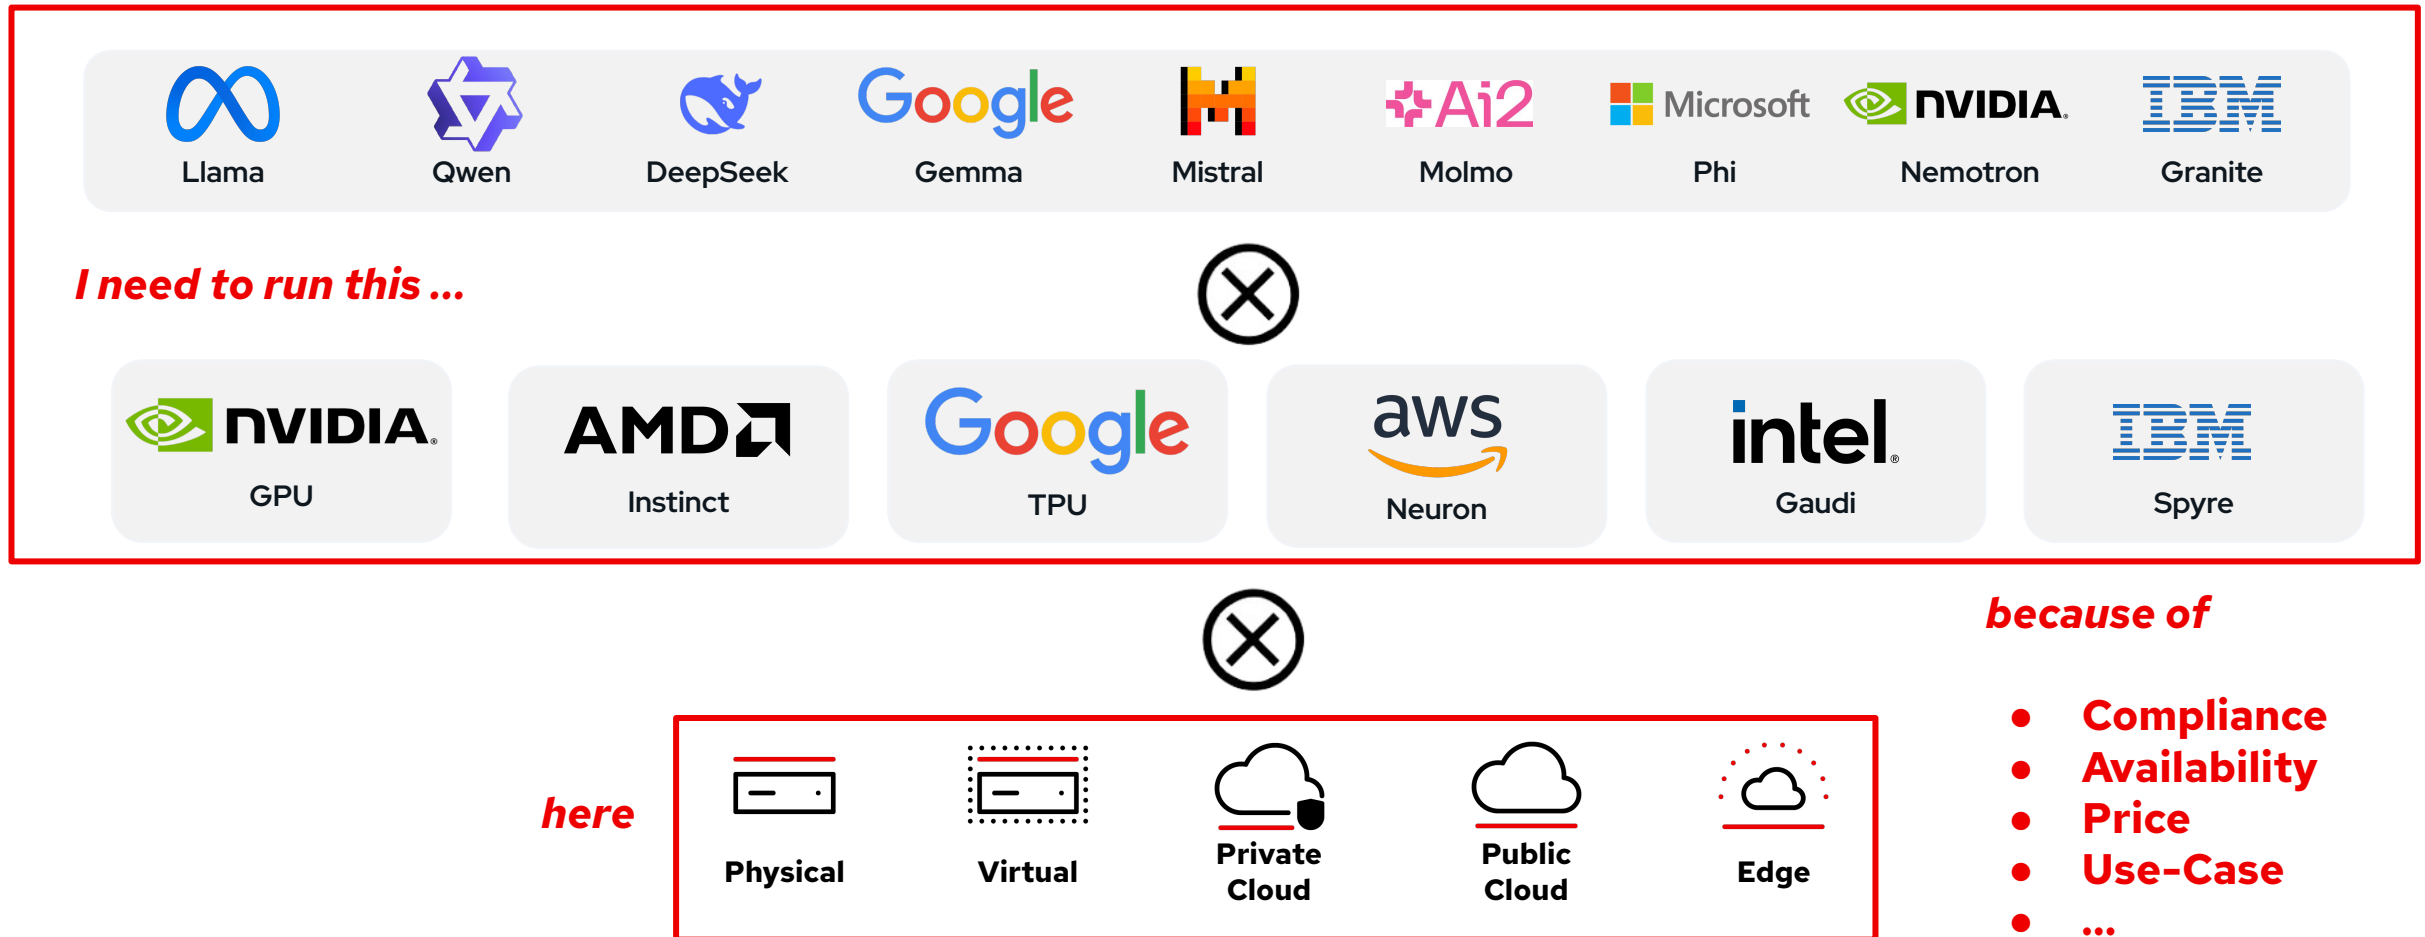 Google
Ai2
Microsoft
NVIDIA.
IBM
Llama
Qwen
DeepSeek
Gemma
Mistral
Molmo
Phi
Nemotron
Granite
I need to run this ...
NVIDIA.
GPU
AMD
Instinct
Google
TPU
aws
Neuron
intel
Gaudi
IBM
Spyre
because of
here
Physical
Virtual
Private
Cloud
Public
Cloud
Edge
● Compliance
● Availability
● Price
● Use-Case
● ...